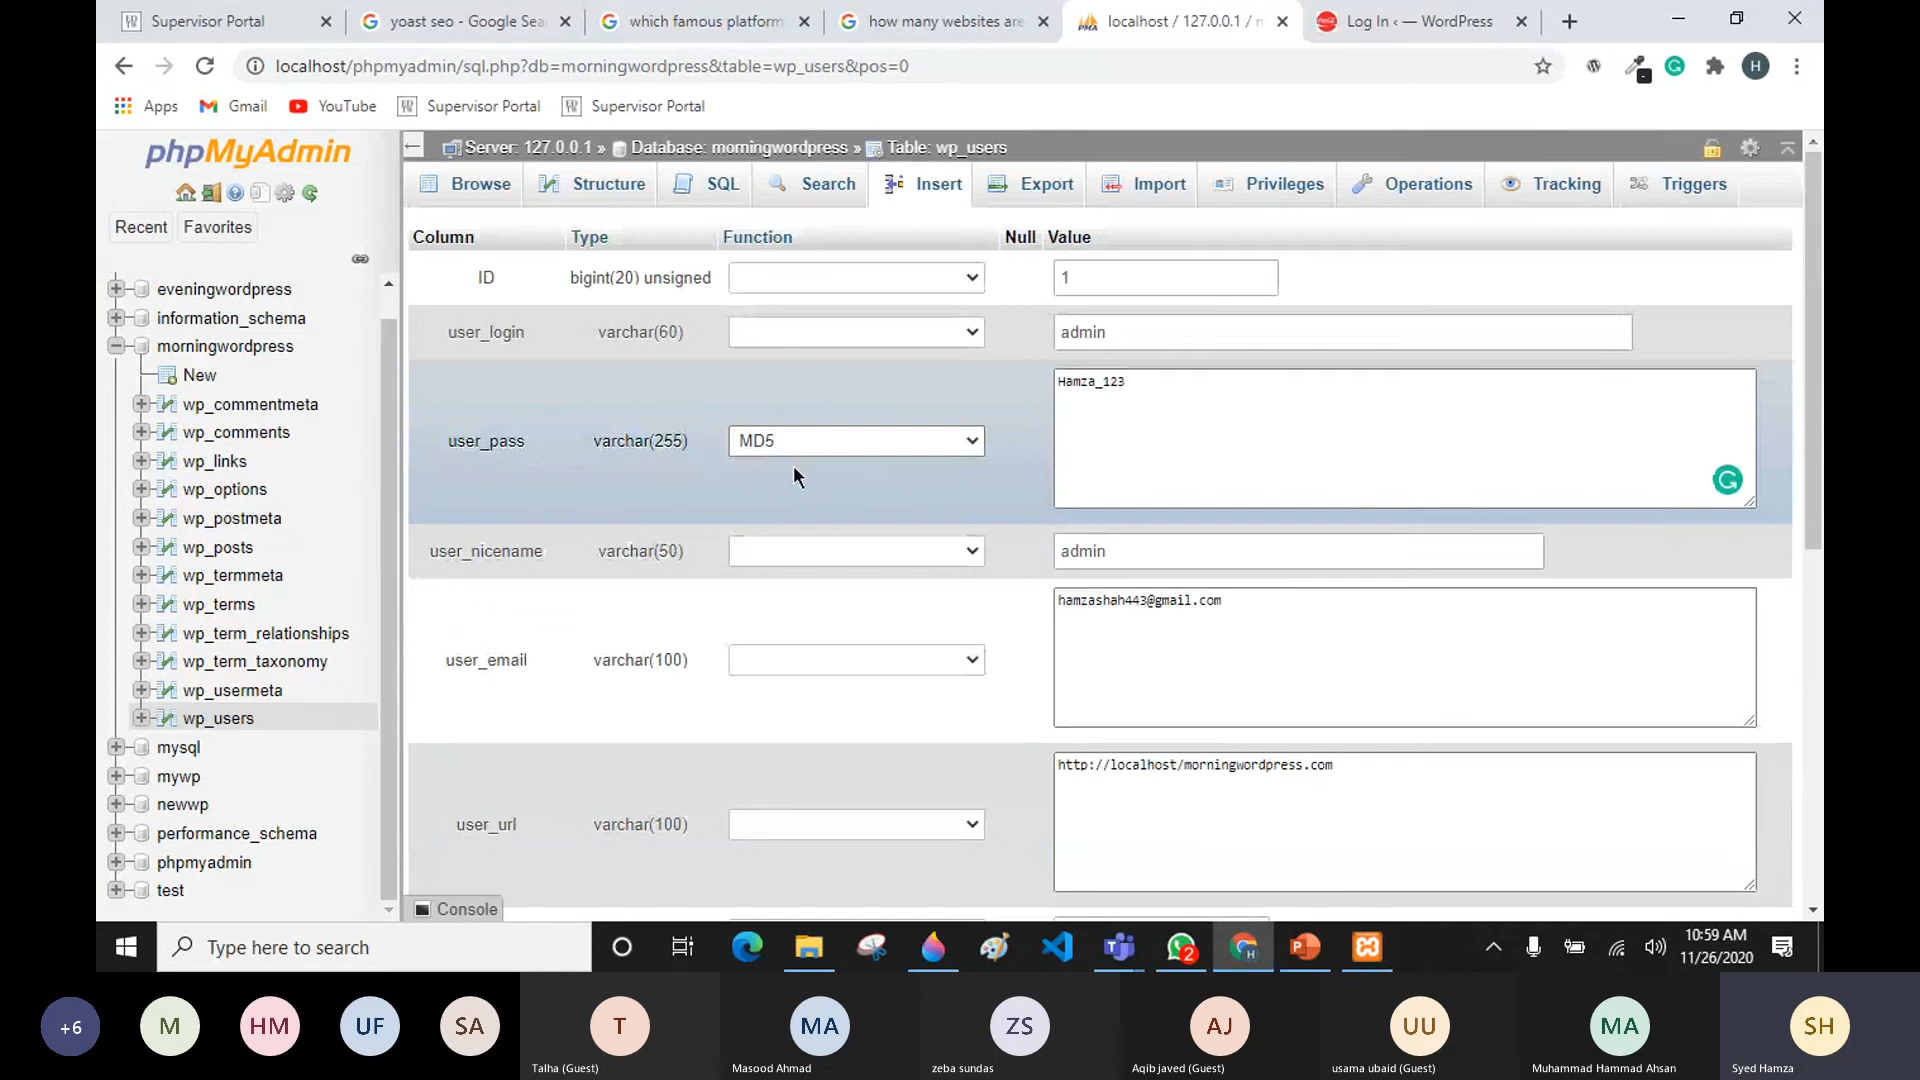 Supervisor Portal
yoast seo - Google Sea
which famous platform
how many websites are
localhost / 127.0.0.1 / m
Log In ‹ — WordPress
localhost/phpmyadmin/sql.php?db=morningwordpress&table=wp_users&pos=0
H
Apps
Gmail
YouTube
Supervisor Portal
Supervisor Portal
phpMyAdmin
Recent
Favorites
eveningwordpress
information_schema
morningwordpress
New
wp_commentmeta
wp_comments
wp_links
wp_options
wp_postmeta
wp_posts
wp_termmeta
wp_terms
wp_term_relationships
wp_term_taxonomy
wp_usermeta
wp_users
mysql
mywp
newwp
performance_schema
phpmyadmin
test
Server: 127.0.0.1 » Database: morningwordpress » Table: wp_users
Browse Structure SQL Search Insert Export Import Privileges Operations Tracking Triggers
Column Type Function Null Value
ID bigint(20) unsigned 1
user_login varchar(60) admin
Hamza_123
user_pass varchar(255) MD5
user_nicename varchar(50) admin
hamzashah443@gmail.com
user_email varchar(100)
http://localhost/morningwordpress.com
user_url varchar(100)
Console
Type here to search
2
10:59 AM
11/26/2020
+6
M
HM
UF
SA
T
Talha (Guest)
MA
Masood Ahmad
ZS
zeba sundas
AJ
Aqib javed (Guest)
UU
usama ubaid (Guest)
MA
Muhammad Hammad Ahsan
SH
Syed Hamza